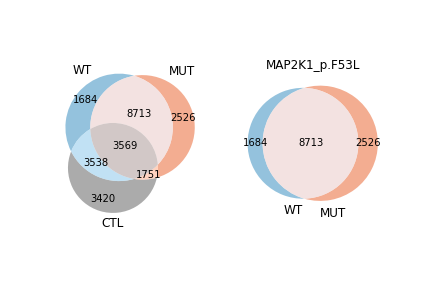 WT
MUT
1684
8713
2526
3569
3538
1751
3420
CTL
MAP2K1_p.F53L
1684
8713
2526
WT
MUT